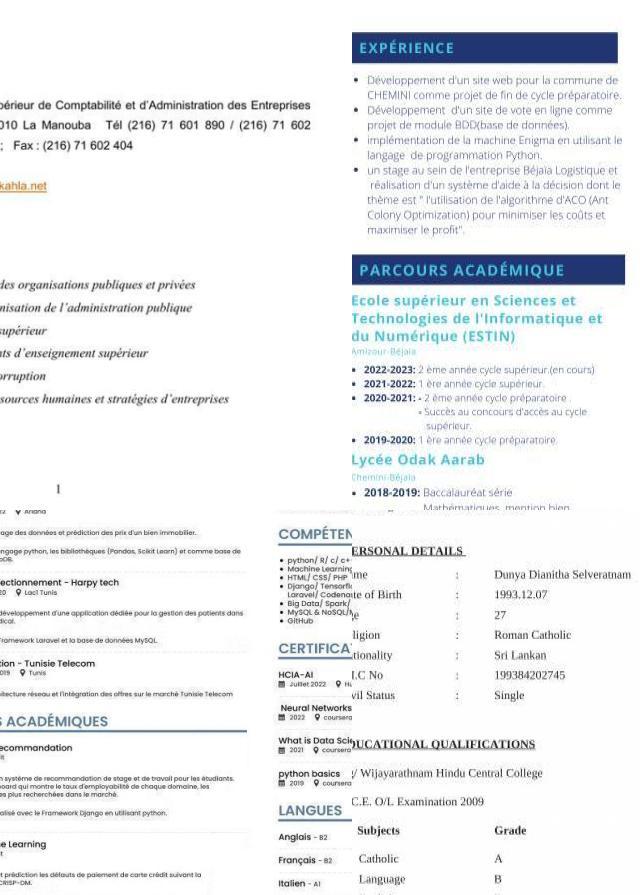 périeur de Comptabilité et d'Administration des Entreprises
010 La Manouba Tél (216) 71 601 890 / (216) 71 602
; Fax : (216) 71 602 404
kahla.net
des organisations publiques et privées
nisation de l'administration publique
supérieur
nts d'enseignement supérieur
orruption
sources humaines et stratégies d'entreprises
1
EXPÉRIENCE
• Développement d'un site web pour la commune de
CHEMINI comme projet de fin de cycle préparatoire.
• Développement d'un site de vote en ligne comme
projet de module BDD(base de données).
• implémentation de la machine Enigma en utilisant le
langage de programmation Python.
• un stage au sein de l'entreprise Béjaia Logistique et
réalisation d'un système d'aide à la décision dont le
thème est " l'utilisation de l'algorithme d'ACO (Ant
Colony Optimization) pour minimiser les coûts et
maximiser le profit".
PARCOURS ACADÉMIQUE
Ecole supérieur en Sciences et
Technologies de l'Informatique et
du Numérique (ESTIN)
Amizour-Béjaia
• 2022-2023: 2 ème année cycle supérieur.(en cours)
• 2021-2022: 1 ère année cycle supérieur.
• 2020-2021: • 2 ème année cycle préparatoire .
• Succès au concours d'accès au cycle
supérieur.
• 2019-2020: 1 ère année cycle préparatoire.
Lycée Odak Aarab
Chemini-Béjaia
• 2018-2019: Baccalauréat série
Mathématiques, mention bien
22 Ariana
age des données et prédiction des prix d'un bien immobilier.
engage python, les bibliothèques (Pandas, Scikit Learn) et comme base de
oDB.
fectionnement - Harpy tech
20 Lac1 Tunis
développement d'une application dédiée pour la gestion des patients dans
dical.
Framework Laravel et la base de données MySQL.
tion - Tunisie Telecom
2019 Tunis
hitecture réseau et l'intégration des offres sur le marché Tunisie Telecom
S ACADÉMIQUES
ecommandation
it
n système de recommandation de stage et de travail pour les étudiants.
board qui montre le taux d'employabilité de chaque domaine, les
es plus recherchées dans le marché.
alisé avec le Framework Django en utilisant python.
ne Learning
it
et prédiction les défauts de paiement de carte crédit suivant la
CRISP-DM.
COMPÉTEN
• python/ R/ c/ c+
• Machine Learning
• HTML/ CSS/ PHP
• Django/ Tensorfl
Laravel/ Codena
• Big Data/ Spark/
• MySQL & NoSQL/
• GitHub
CERTIFICA
HCIA-AI
Juillet 2022 Hu
Neural Networks
2022 coursera
What is Data Scie
2021 coursera
python basics
2019 coursera
LANGUES
Anglais - B2
Français - B2
Italien - A1
ERSONAL DETAILS
me : Dunya Dianitha Selveratnam
te of Birth : 1993.12.07
e : 27
ligion : Roman Catholic
tionality : Sri Lankan
I.C No : 199384202745
vil Status : Single
DUCATIONAL QUALIFICATIONS
/ Wijayarathnam Hindu Central College
C.E. O/L Examination 2009
Subjects Grade
Catholic A
Language B